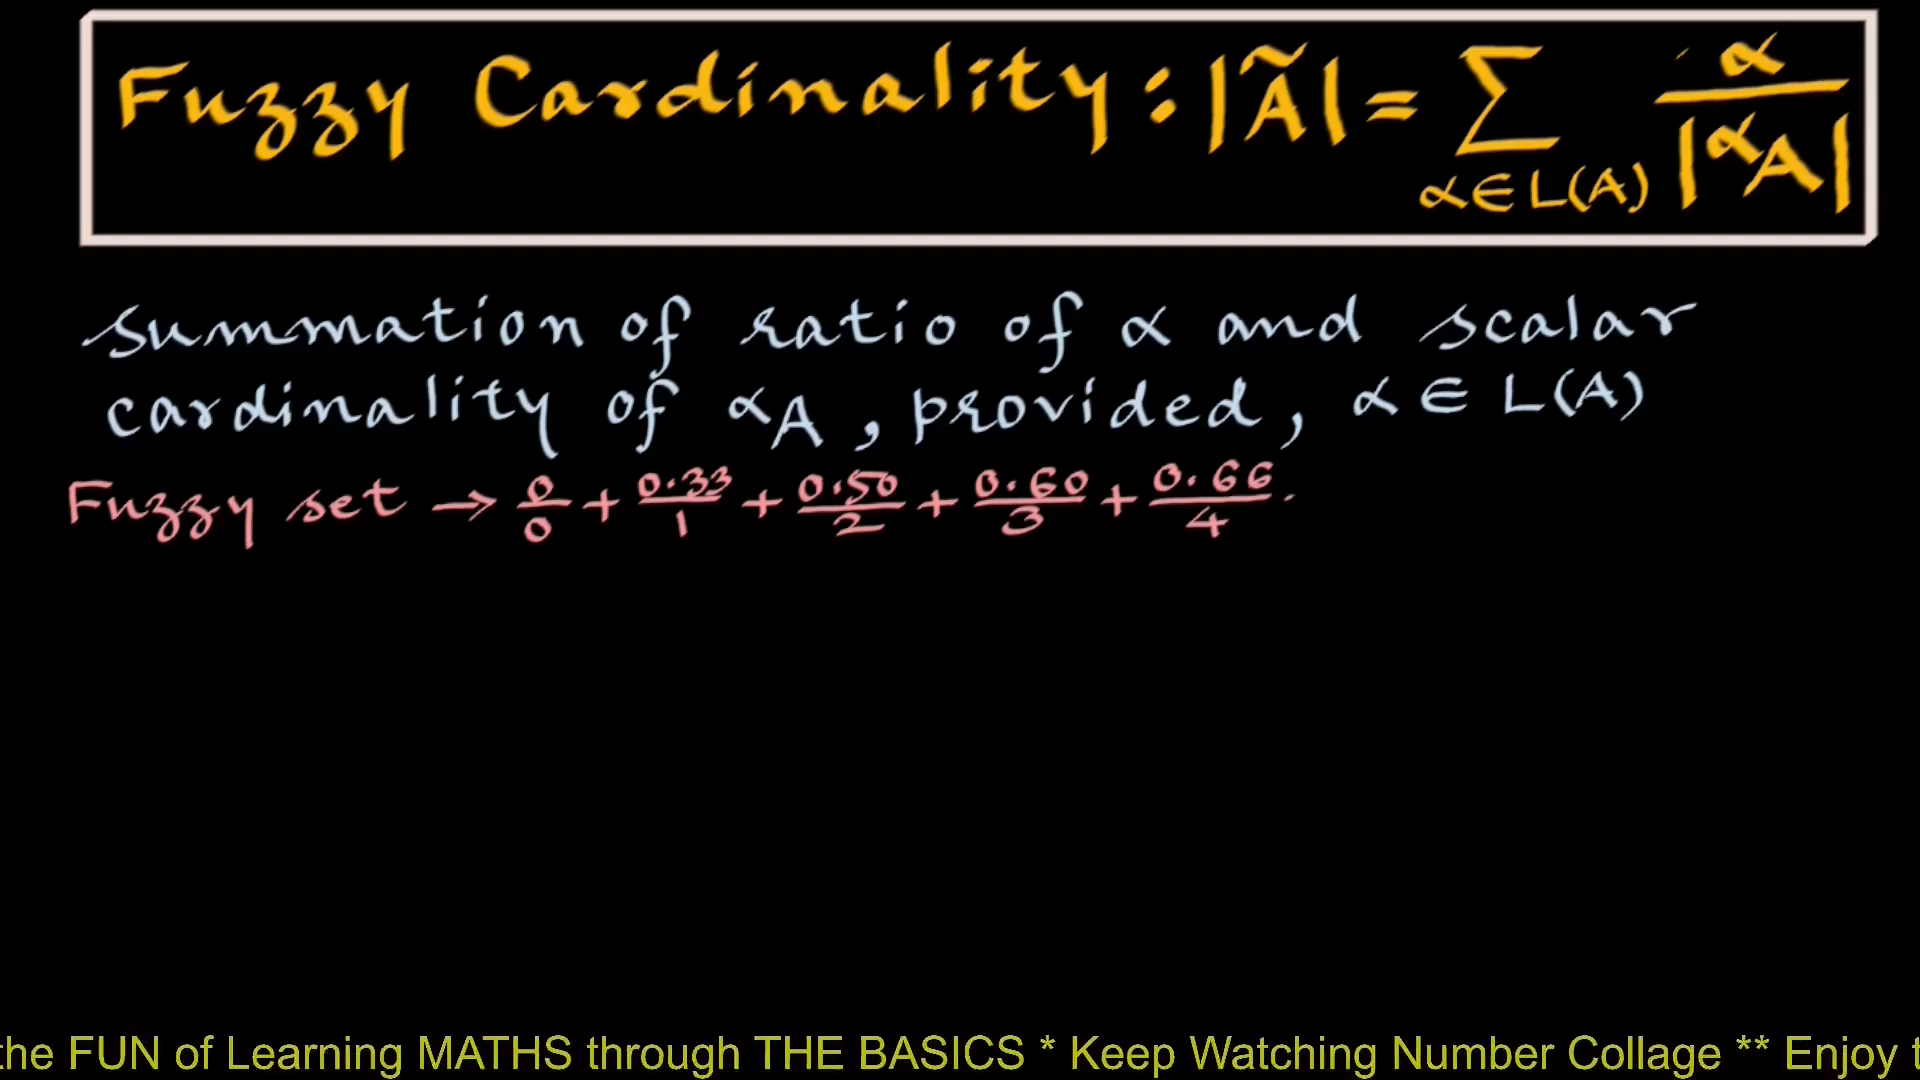 Fuzzy Cardinality : |Ã| = Σ α∈L(A) α/|αA|
Summation of ratio of α and scalar
cardinality of αA, provided, α ∈ L(A)
Fuzzy set → 0/0 + 0.33/1 + 0.50/2 + 0.60/3 + 0.66/4.
the FUN of Learning MATHS through THE BASICS * Keep Watching Number Collage ** Enjoy t